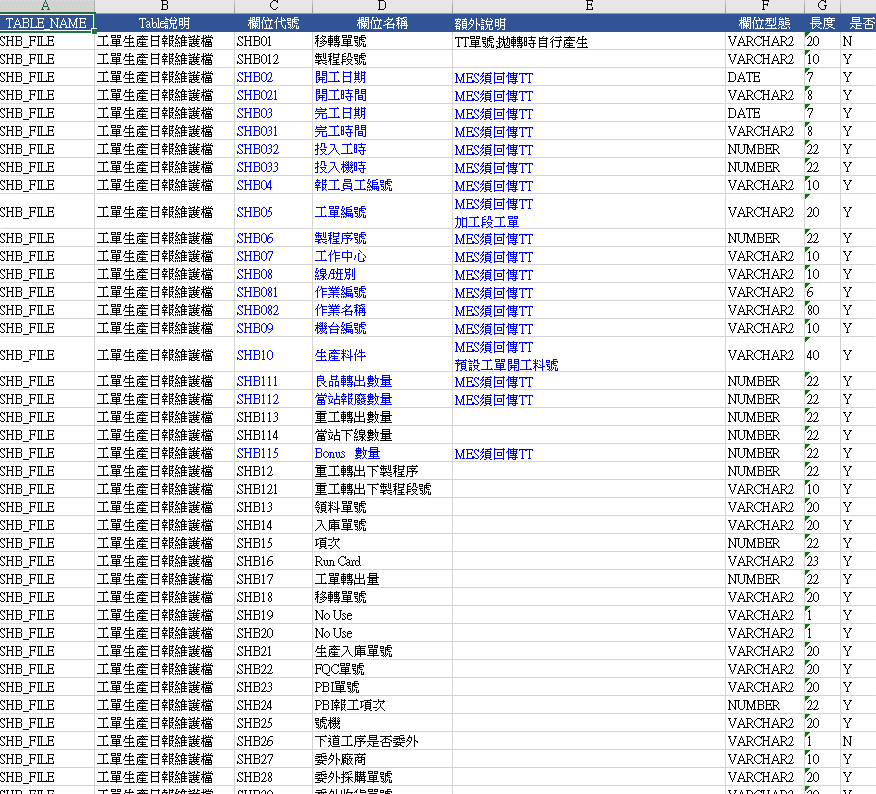 A B C D E F G
TABLE_NAME Table說明 欄位代號 欄位名稱 額外說明 欄位型態 長度 是否
SHB_FILE 工單生產日報維護檔 SHB01 移轉單號 TT單號;拋轉時自行產生 VARCHAR2 20 N
SHB_FILE 工單生產日報維護檔 SHB012 製程段號 VARCHAR2 10 Y
SHB_FILE 工單生產日報維護檔 SHB02 開工日期 MES須回傳TT DATE 7 Y
SHB_FILE 工單生產日報維護檔 SHB021 開工時間 MES須回傳TT VARCHAR2 8 Y
SHB_FILE 工單生產日報維護檔 SHB03 完工日期 MES須回傳TT DATE 7 Y
SHB_FILE 工單生產日報維護檔 SHB031 完工時間 MES須回傳TT VARCHAR2 8 Y
SHB_FILE 工單生產日報維護檔 SHB032 投入工時 MES須回傳TT NUMBER 22 Y
SHB_FILE 工單生產日報維護檔 SHB033 投入機時 MES須回傳TT NUMBER 22 Y
SHB_FILE 工單生產日報維護檔 SHB04 報工員工編號 MES須回傳TT VARCHAR2 10 Y
SHB_FILE 工單生產日報維護檔 SHB05 工單編號 MES須回傳TT VARCHAR2 20 Y
加工段工單
SHB_FILE 工單生產日報維護檔 SHB06 製程序號 MES須回傳TT NUMBER 22 Y
SHB_FILE 工單生產日報維護檔 SHB07 工作中心 MES須回傳TT VARCHAR2 10 Y
SHB_FILE 工單生產日報維護檔 SHB08 線/班別 MES須回傳TT VARCHAR2 10 Y
SHB_FILE 工單生產日報維護檔 SHB081 作業編號 MES須回傳TT VARCHAR2 6 Y
SHB_FILE 工單生產日報維護檔 SHB082 作業名稱 MES須回傳TT VARCHAR2 80 Y
SHB_FILE 工單生產日報維護檔 SHB09 機台編號 MES須回傳TT VARCHAR2 10 Y
SHB_FILE 工單生產日報維護檔 SHB10 生產料件 MES須回傳TT VARCHAR2 40 Y
預設工單開工料號
SHB_FILE 工單生產日報維護檔 SHB111 良品轉出數量 MES須回傳TT NUMBER 22 Y
SHB_FILE 工單生產日報維護檔 SHB112 當站報廢數量 MES須回傳TT NUMBER 22 Y
SHB_FILE 工單生產日報維護檔 SHB113 重工轉出數量 NUMBER 22 Y
SHB_FILE 工單生產日報維護檔 SHB114 當站下線數量 NUMBER 22 Y
SHB_FILE 工單生產日報維護檔 SHB115 Bonus 數量 MES須回傳TT NUMBER 22 Y
SHB_FILE 工單生產日報維護檔 SHB12 重工轉出下製程序 NUMBER 22 Y
SHB_FILE 工單生產日報維護檔 SHB121 重工轉出下製程段號 VARCHAR2 10 Y
SHB_FILE 工單生產日報維護檔 SHB13 領料單號 VARCHAR2 20 Y
SHB_FILE 工單生產日報維護檔 SHB14 入庫單號 VARCHAR2 20 Y
SHB_FILE 工單生產日報維護檔 SHB15 項次 NUMBER 22 Y
SHB_FILE 工單生產日報維護檔 SHB16 Run Card VARCHAR2 23 Y
SHB_FILE 工單生產日報維護檔 SHB17 工單轉出量 NUMBER 22 Y
SHB_FILE 工單生產日報維護檔 SHB18 移轉單號 VARCHAR2 20 Y
SHB_FILE 工單生產日報維護檔 SHB19 No Use VARCHAR2 1 Y
SHB_FILE 工單生產日報維護檔 SHB20 No Use VARCHAR2 1 Y
SHB_FILE 工單生產日報維護檔 SHB21 生產入庫單號 VARCHAR2 20 Y
SHB_FILE 工單生產日報維護檔 SHB22 FQC單號 VARCHAR2 20 Y
SHB_FILE 工單生產日報維護檔 SHB23 PBI單號 VARCHAR2 20 Y
SHB_FILE 工單生產日報維護檔 SHB24 PBI報工項次 NUMBER 22 Y
SHB_FILE 工單生產日報維護檔 SHB25 號機 VARCHAR2 20 Y
SHB_FILE 工單生產日報維護檔 SHB26 下道工序是否委外 VARCHAR2 1 N
SHB_FILE 工單生產日報維護檔 SHB27 委外廠商 VARCHAR2 10 Y
SHB_FILE 工單生產日報維護檔 SHB28 委外採購單號 VARCHAR2 20 Y